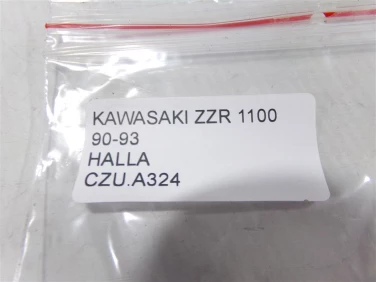 KAWASAKI ZZR 1100
90-93
HALLA
CZU.A324